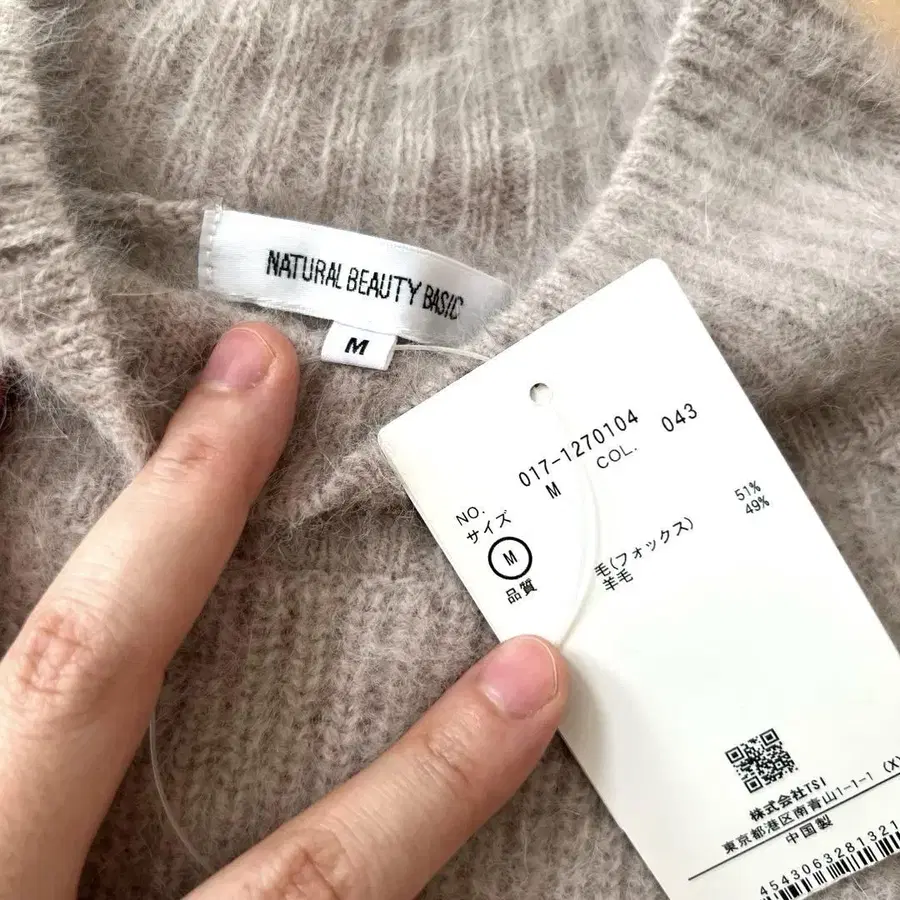 NATURAL BEAUTY BASIC
M
NO. 017-1270104
サイズ M COL. 043
M
品質 毛(フォックス) 51%
羊毛 49%
株式会社TSI
東京都港区南青山1-1-1 (X)
中国製
4543063281321